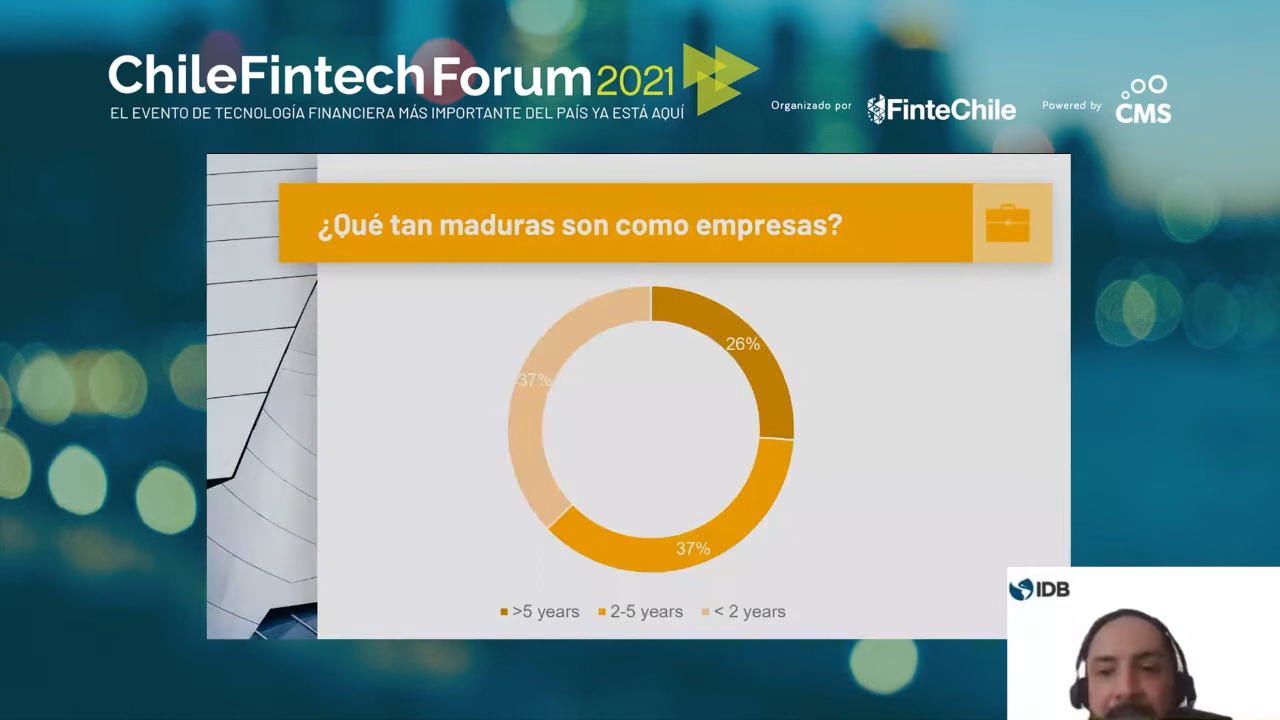 ChileFintechForum2021
EL EVENTO DE TECNOLOGÍA FINANCIERA MÁS IMPORTANTE DEL PAÍS YA ESTÁ AQUÍ
Organizado por
FinteChile
Powered by
CMS
¿Qué tan maduras son como empresas?
26%
37%
37%
>5 years
2-5 years
< 2 years
IDB